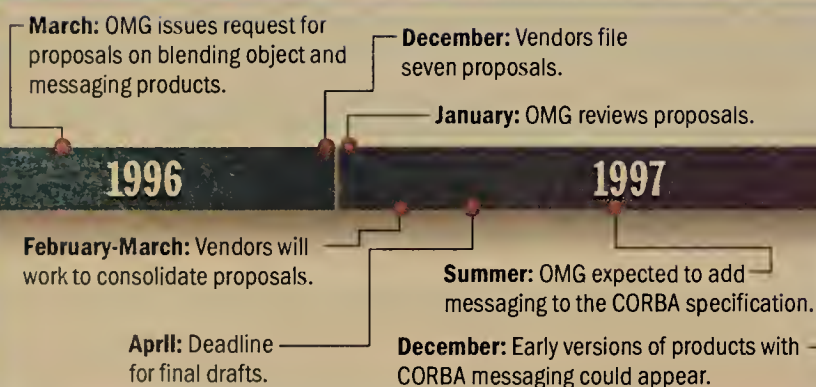 March: OMG issues request for
proposals on blending object and
messaging products.
December: Vendors file
seven proposals.
January: OMG reviews proposals.
1996
1997
February-March: Vendors will
work to consolidate proposals.
Summer: OMG expected to add
messaging to the CORBA specification.
April: Deadline
for final drafts.
December: Early versions of products with
CORBA messaging could appear.